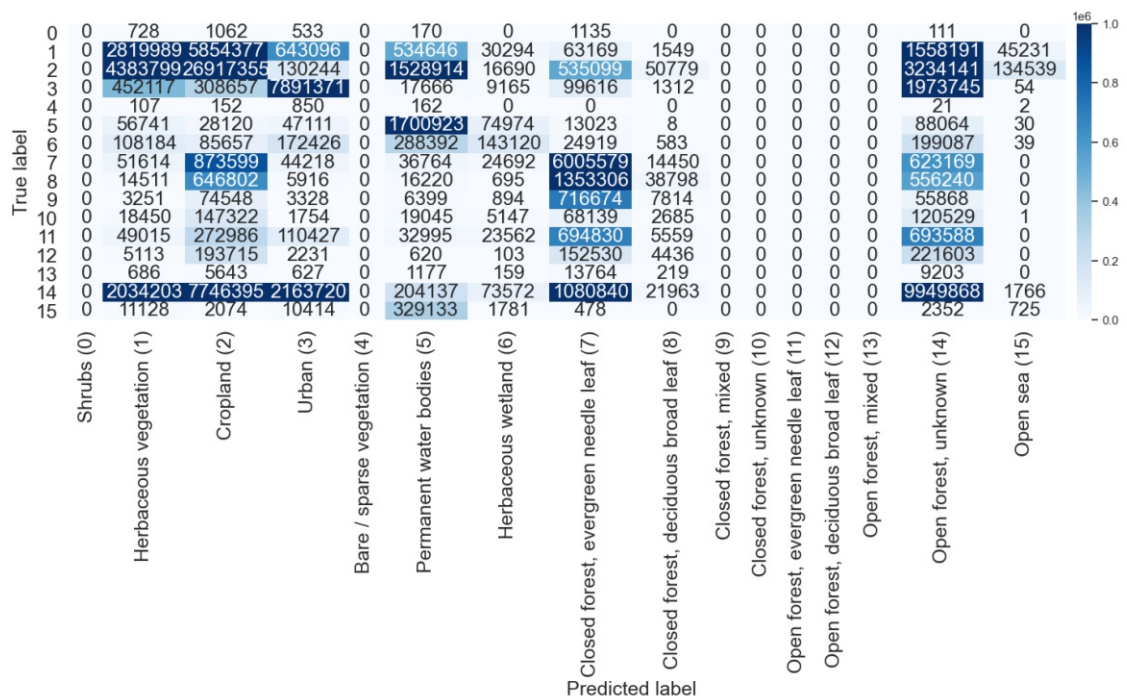 1e6
0 0 728 1062 533 0 170 0 1135 0 0 0 0 0 0 111 0 1.0
1 0 2819989 5854377 643096 0 534646 30294 63169 1549 0 0 0 0 0 1558191 45231
2 0 4383799 26917355 130244 0 1528914 16690 535099 50779 0 0 0 0 0 3234141 134539
3 0 452117 308657 7891371 0 17666 9165 99616 1312 0 0 0 0 0 1973745 54 0.8
4 0 107 152 850 0 162 0 0 0 0 0 0 0 0 21 2
5 0 56741 28120 47111 0 1700923 74974 13023 8 0 0 0 0 0 88064 30
6 0 108184 85657 172426 0 288392 143120 24919 583 0 0 0 0 0 199087 39 0.6
7 0 51614 873599 44218 0 36764 24692 6005579 14450 0 0 0 0 0 623169 0
True label
8 0 14511 646802 5916 0 16220 695 1353306 38798 0 0 0 0 0 556240 0
9 0 3251 74548 3328 0 6399 894 716674 7814 0 0 0 0 0 55868 0 0.4
10 0 18450 147322 1754 0 19045 5147 68139 2685 0 0 0 0 0 120529 1
11 0 49015 272986 110427 0 32995 23562 694830 5559 0 0 0 0 0 693588 0
12 0 5113 193715 2231 0 620 103 152530 4436 0 0 0 0 0 221603 0 0.2
13 0 686 5643 627 0 1177 159 13764 219 0 0 0 0 0 9203 0
14 0 2034203 7746395 2163720 0 204137 73572 1080840 21963 0 0 0 0 0 9949868 1766
15 0 11128 2074 10414 0 329133 1781 478 0 0 0 0 0 0 2352 725 0.0
Shrubs (0)
Herbaceous vegetation (1)
Cropland (2)
Urban (3)
Bare / sparse vegetation (4)
Permanent water bodies (5)
Herbaceous wetland (6)
Closed forest, evergreen needle leaf (7)
Closed forest, deciduous broad leaf (8)
Closed forest, mixed (9)
Closed forest, unknown (10)
Open forest, evergreen needle leaf (11)
Open forest, deciduous broad leaf (12)
Open forest, mixed (13)
Open forest, unknown (14)
Open sea (15)
Predicted label